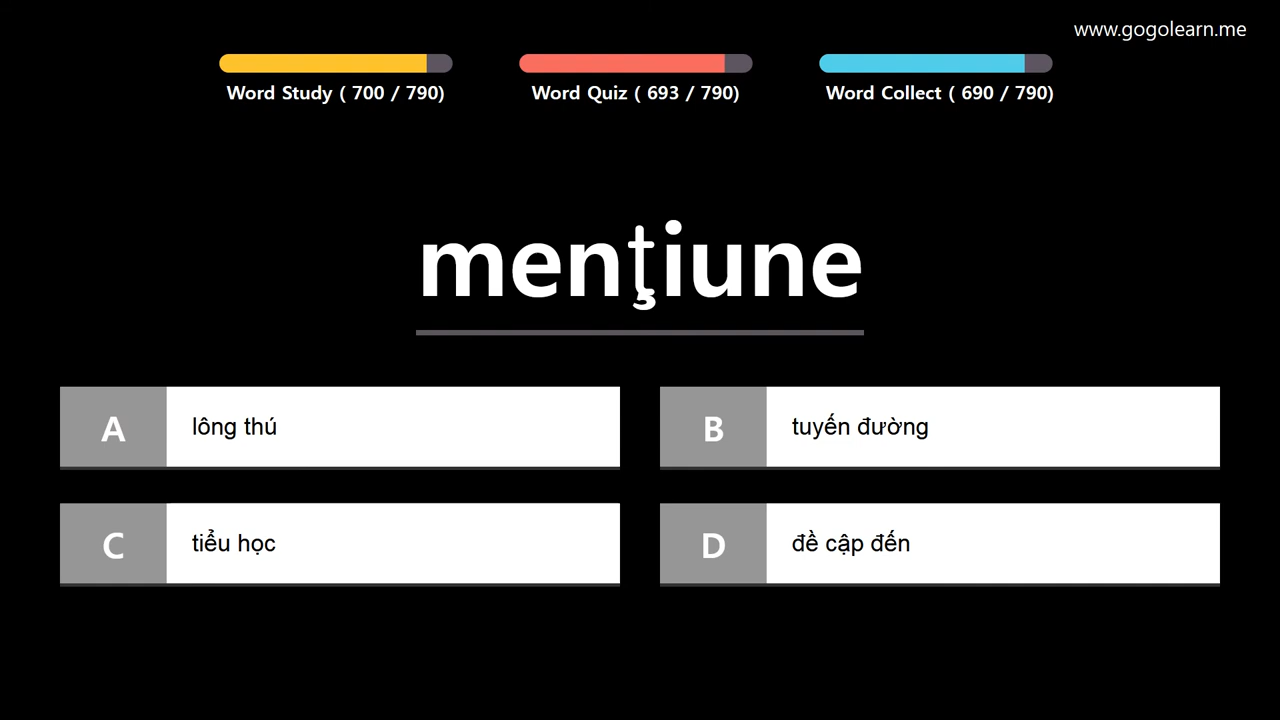 www.gogolearn.me
Word Study ( 700 / 790)
Word Quiz ( 693 / 790)
Word Collect ( 690 / 790)
menţiune
A lông thú
B tuyến đường
C tiểu học
D đề cập đến